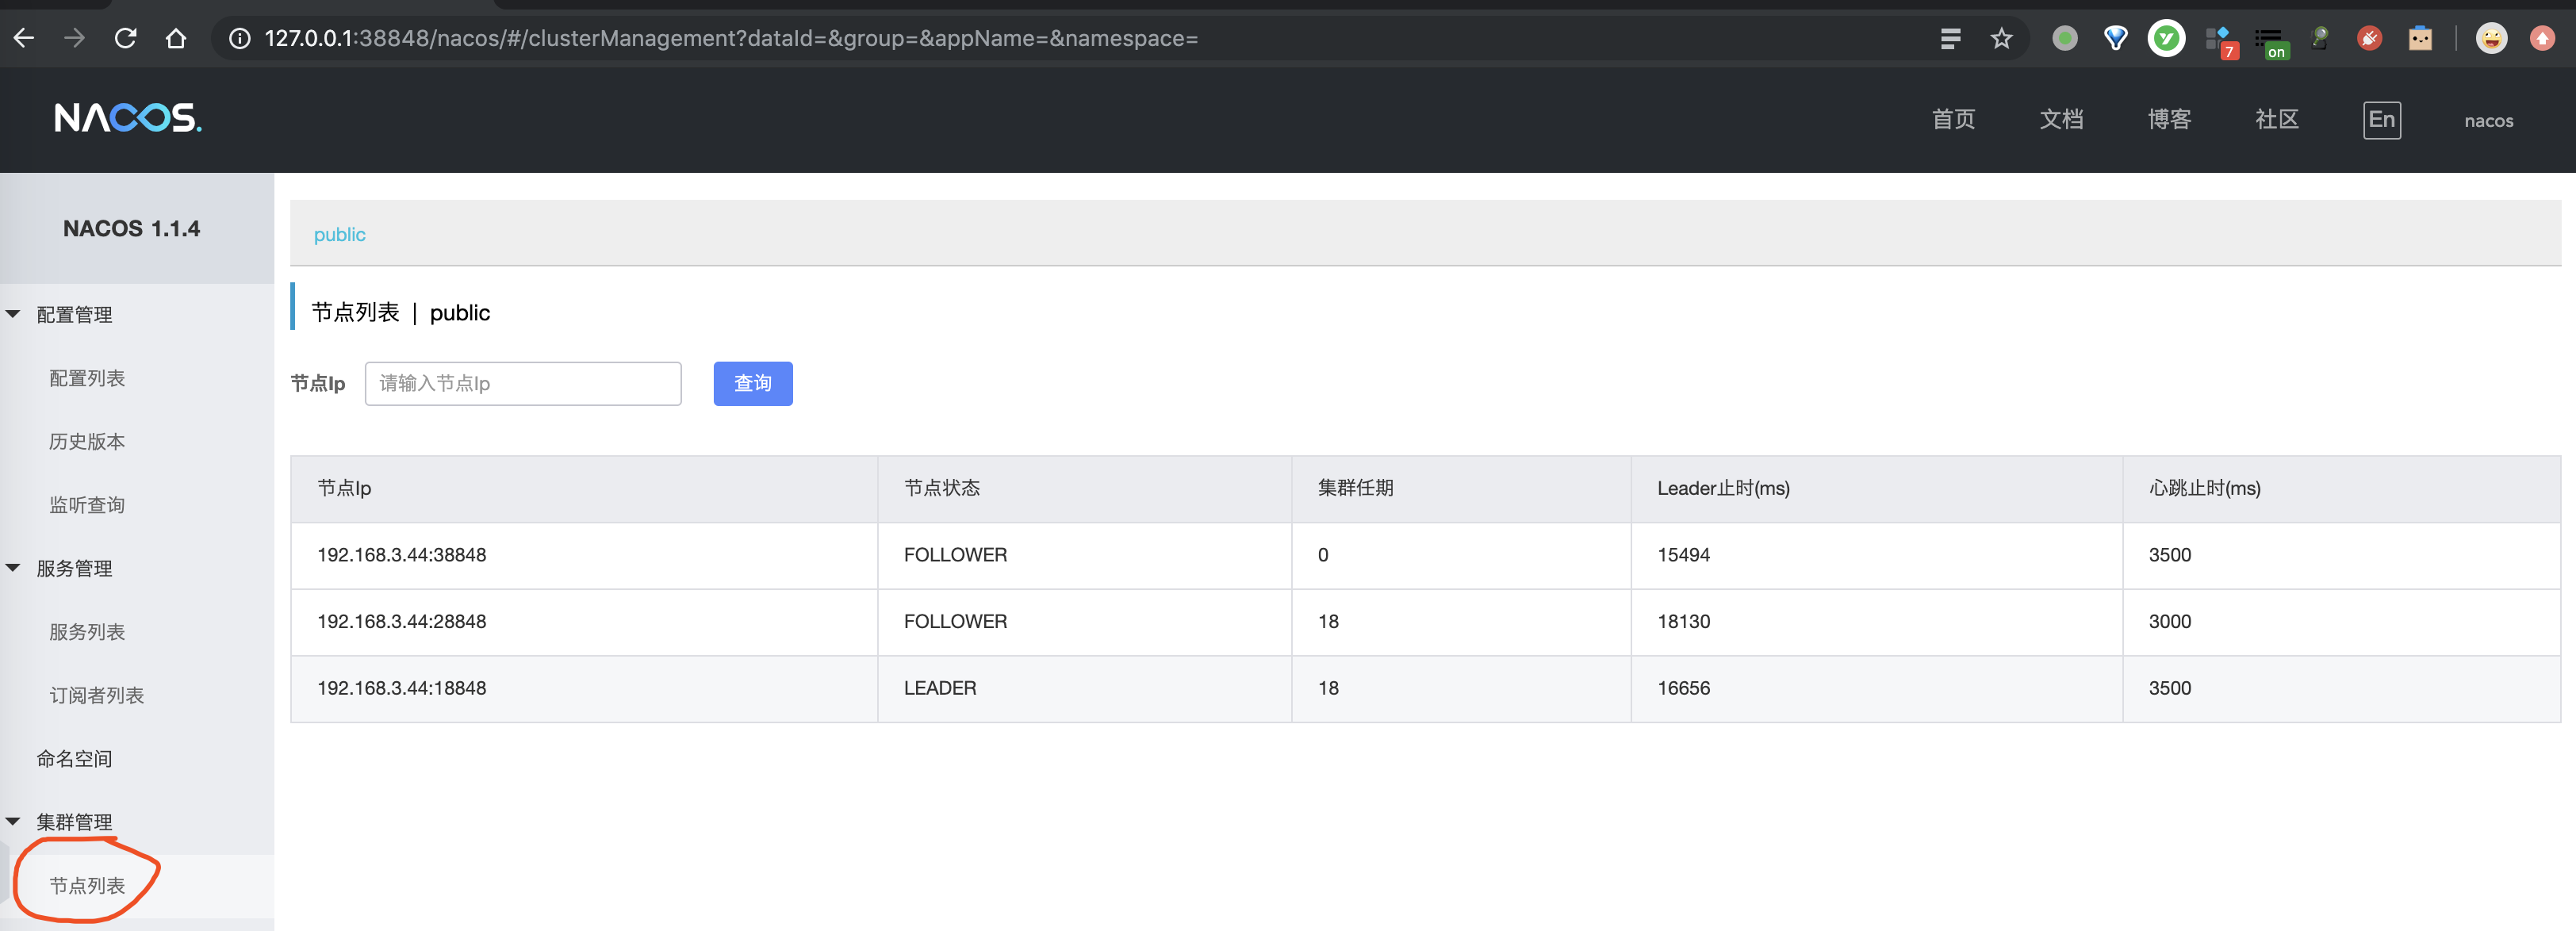 127.0.0.1:38848/nacos/#/clusterManagement?dataId=&group=&appName=&namespace=
7
on
NACOS.
首页 文档 博客 社区 En nacos
NACOS 1.1.4
配置管理
配置列表
历史版本
监听查询
服务管理
服务列表
订阅者列表
命名空间
集群管理
节点列表
public
节点列表 | public
节点Ip 请输入节点Ip 查询
节点Ip 节点状态 集群任期 Leader止时(ms) 心跳止时(ms)
192.168.3.44:38848 FOLLOWER 0 15494 3500
192.168.3.44:28848 FOLLOWER 18 18130 3000
192.168.3.44:18848 LEADER 18 16656 3500